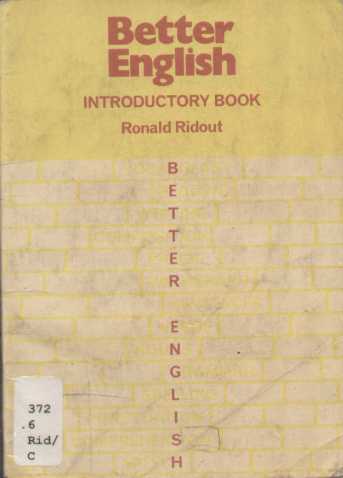 Better
English
INTRODUCTORY BOOK
Ronald Ridout
B
E
T
T
E
R
E
N
G
L
I
S
H
372
.6
Rid/
C